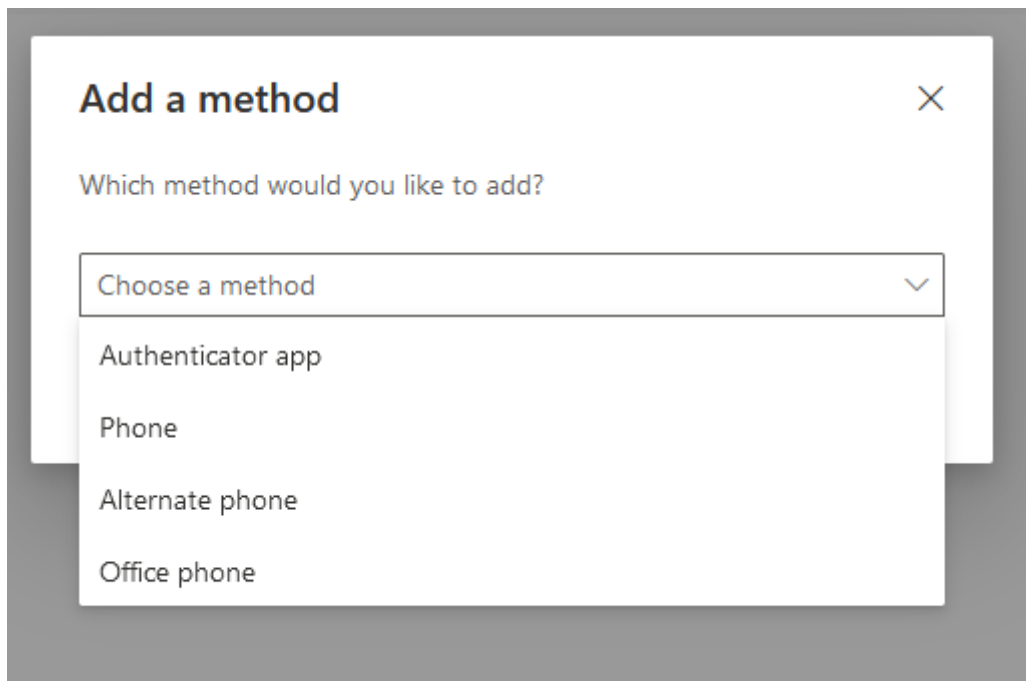 Add a method
Which method would you like to add?
Choose a method
Authenticator app
Phone
Alternate phone
Office phone